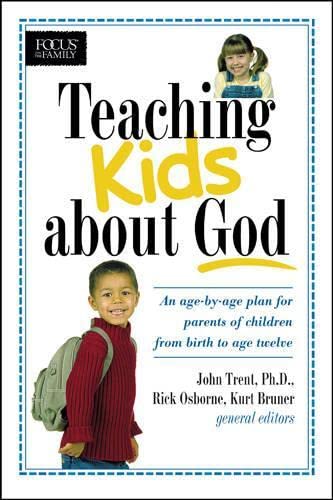 FOCUS
ON THE
FAMILY
Teaching
Kids
about God
An age-by-age plan for
parents of children
from birth to age twelve
John Trent, Ph.D.,
Rick Osborne, Kurt Bruner
general editors